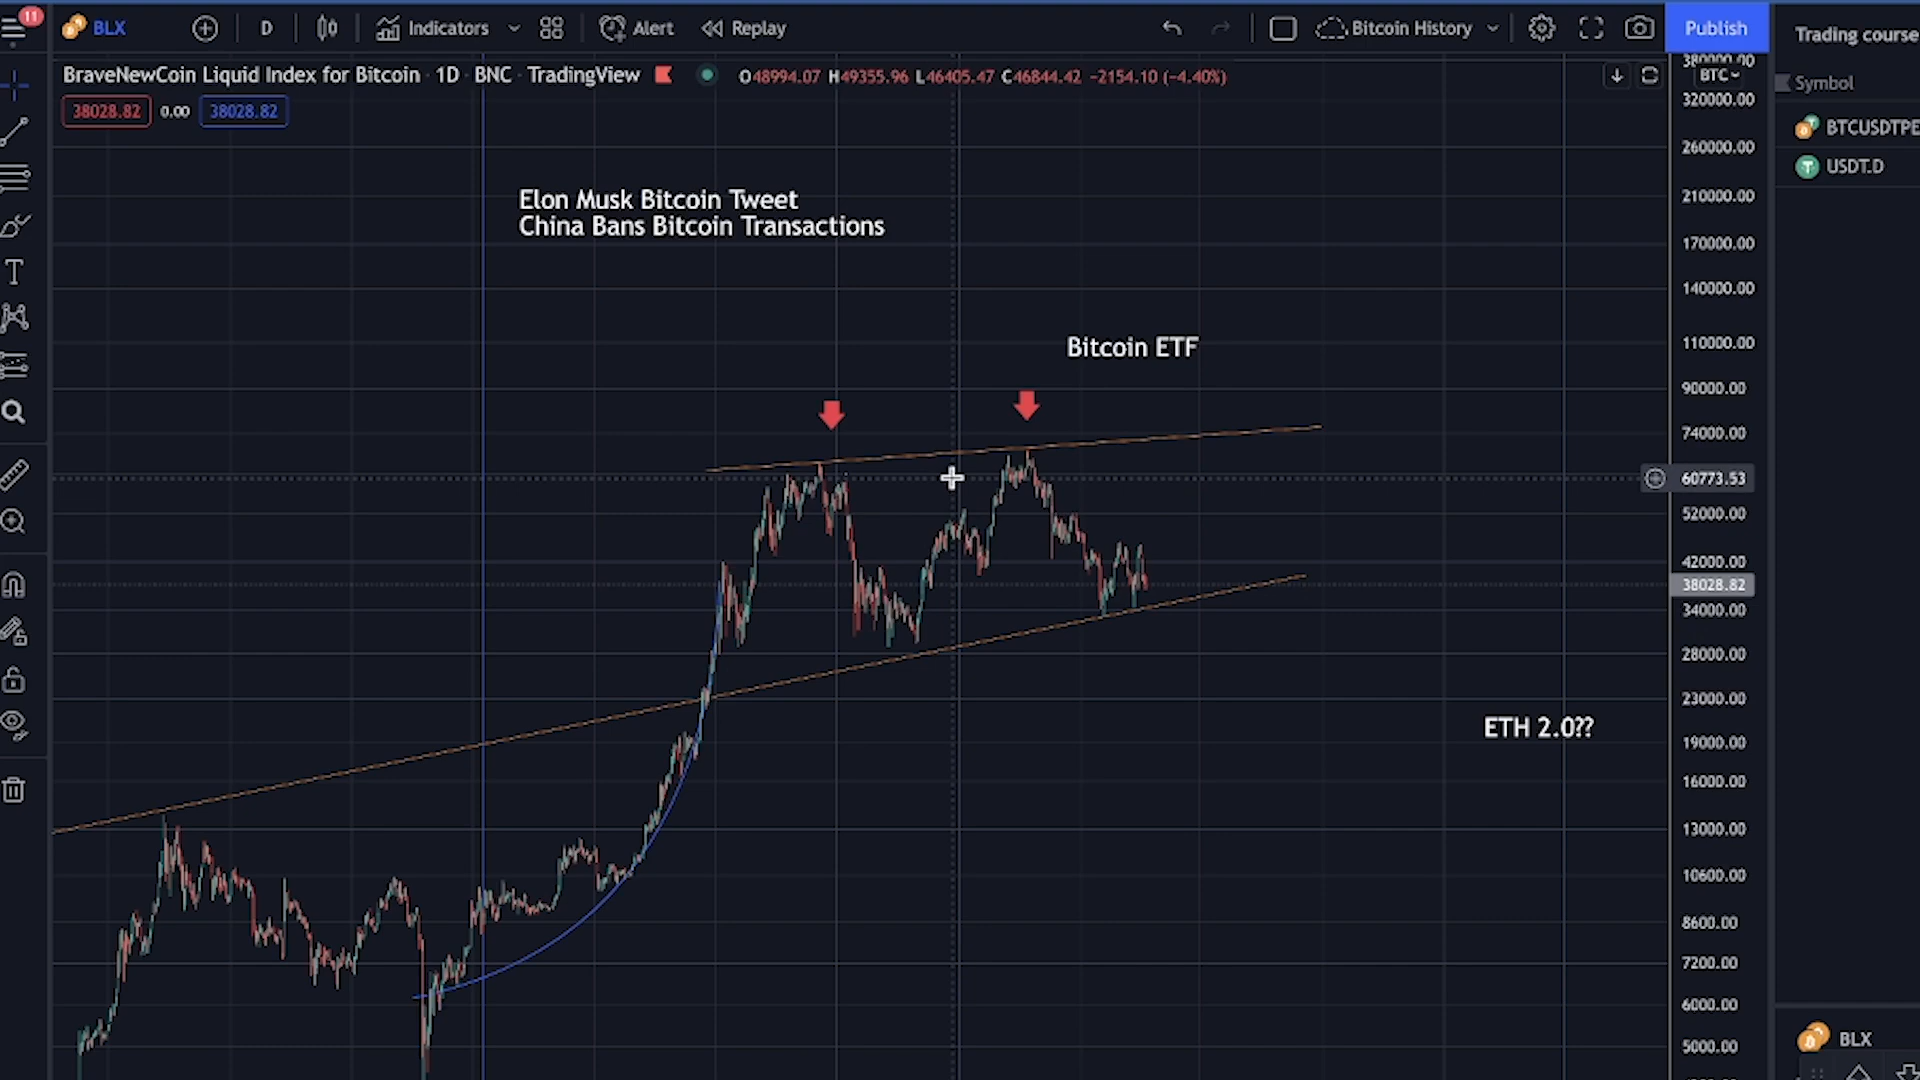 11
BLX
D
Indicators
Alert
Replay
Bitcoin History
Publish
Trading course
BraveNewCoin Liquid Index for Bitcoin · 1D · BNC · TradingView
O48994.07 H49355.96 L46405.47 C46844.42 −2154.10 (−4.40%)
38028.82 0.00 38028.82
BTC
Symbol
BTCUSDTPE
USDT.D
Elon Musk Bitcoin Tweet
China Bans Bitcoin Transactions
Bitcoin ETF
ETH 2.0??
320000.00
260000.00
210000.00
170000.00
140000.00
110000.00
90000.00
74000.00
60773.53
52000.00
42000.00
38028.82
34000.00
28000.00
23000.00
19000.00
16000.00
13000.00
10600.00
8600.00
7200.00
6000.00
5000.00
BLX